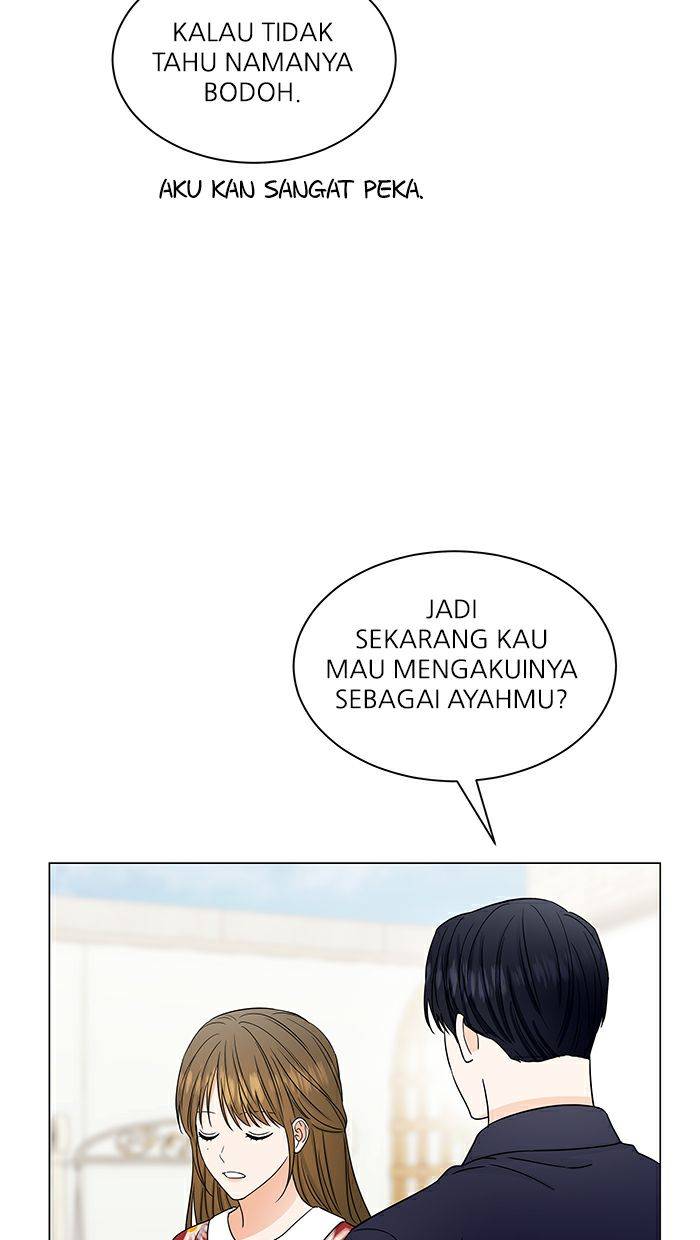 KALAU TIDAK
TAHU NAMANYA
BODOH.
AKU KAN SANGAT PEKA.
JADI
SEKARANG KAU
MAU MENGAKUINYA
SEBAGAI AYAHMU?